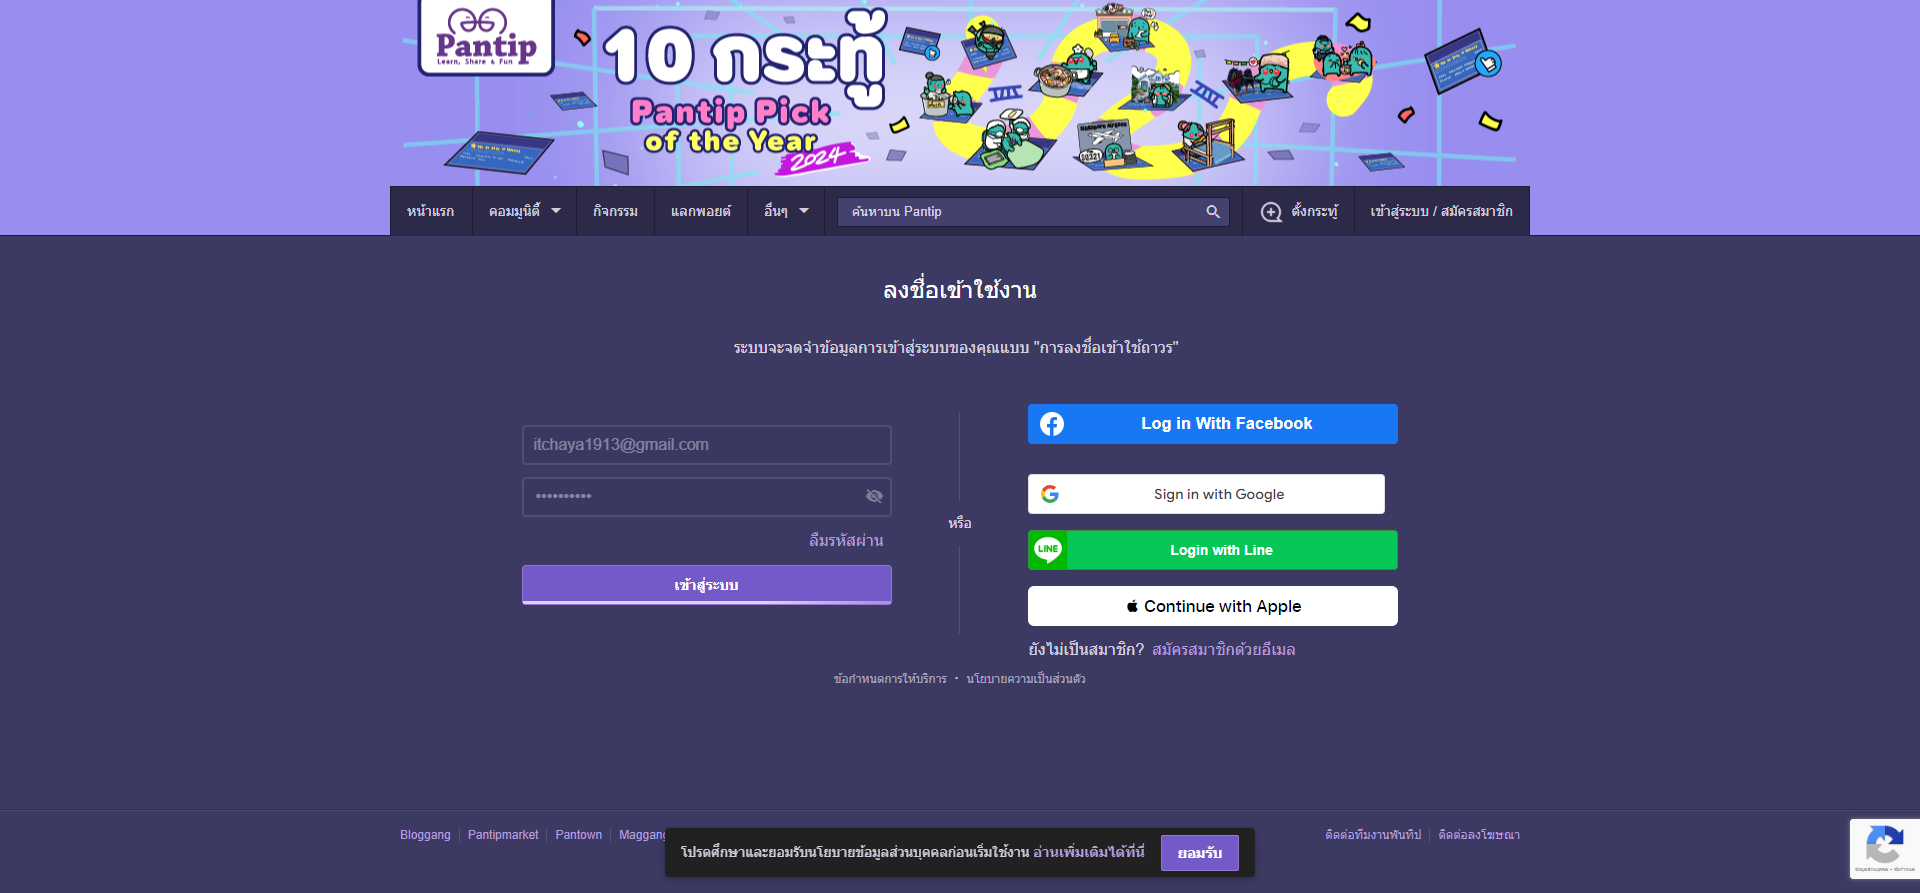 Pantip
Learn, Share & Fun
10 กระทู้
Pantip Pick
of the Year
2024
Singapore Airlines
SQ321
หน้าแรก
คอมมูนิตี้
กิจกรรม
แลกพอยต์
อื่นๆ
ค้นหาบน Pantip
ตั้งกระทู้
เข้าสู่ระบบ / สมัครสมาชิก
ลงชื่อเข้าใช้งาน
ระบบจะจดจำข้อมูลการเข้าสู่ระบบของคุณแบบ "การลงชื่อเข้าใช้ถาวร"
itchaya1913@gmail.com
••••••••••
ลืมรหัสผ่าน
เข้าสู่ระบบ
หรือ
Log in With Facebook
Sign in with Google
LINE
Login with Line
Continue with Apple
ยังไม่เป็นสมาชิก? สมัครสมาชิกด้วยอีเมล
ข้อกำหนดการให้บริการ • นโยบายความเป็นส่วนตัว
Bloggang
Pantipmarket
Pantown
Maggang
ติดต่อทีมงานพันทิป
ติดต่อลงโฆษณา
โปรดศึกษาและยอมรับนโยบายข้อมูลส่วนบุคคลก่อนเริ่มใช้งาน อ่านเพิ่มเติมได้ที่นี่
ยอมรับ